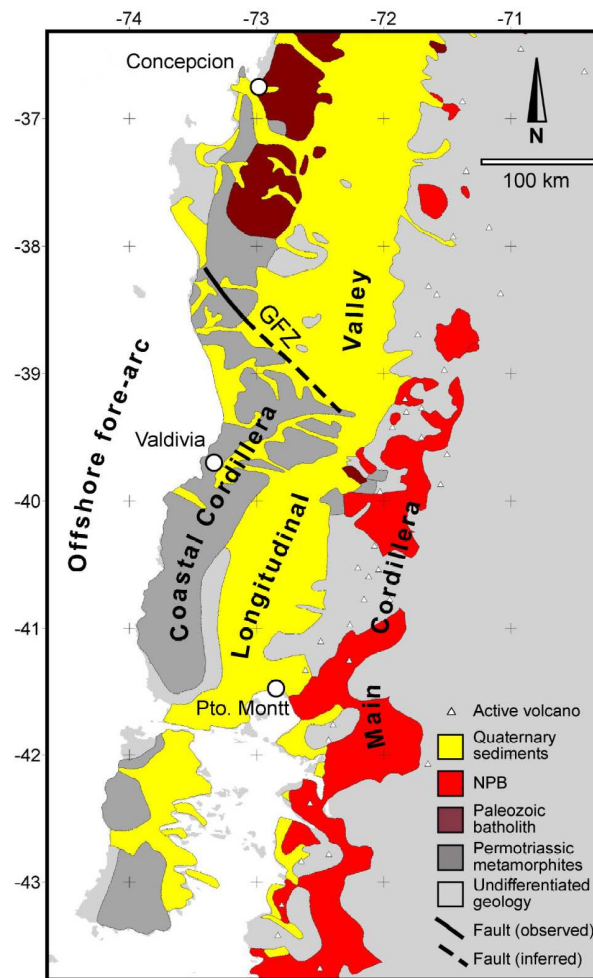 -74 -73 -72 -71
Concepcion
-37
N
100 km
-38
GFZ
Valley
-39
Offshore fore-arc
Valdivia
Coastal Cordillera
-40
Longitudinal
Cordillera
-41
Pto. Montt
Main
Active volcano
-42
Quaternary
sediments
NPB
Paleozoic
batholith
Permotriassic
metamorphites
-43
Undifferentiated
geology
Fault (observed)
Fault (inferred)